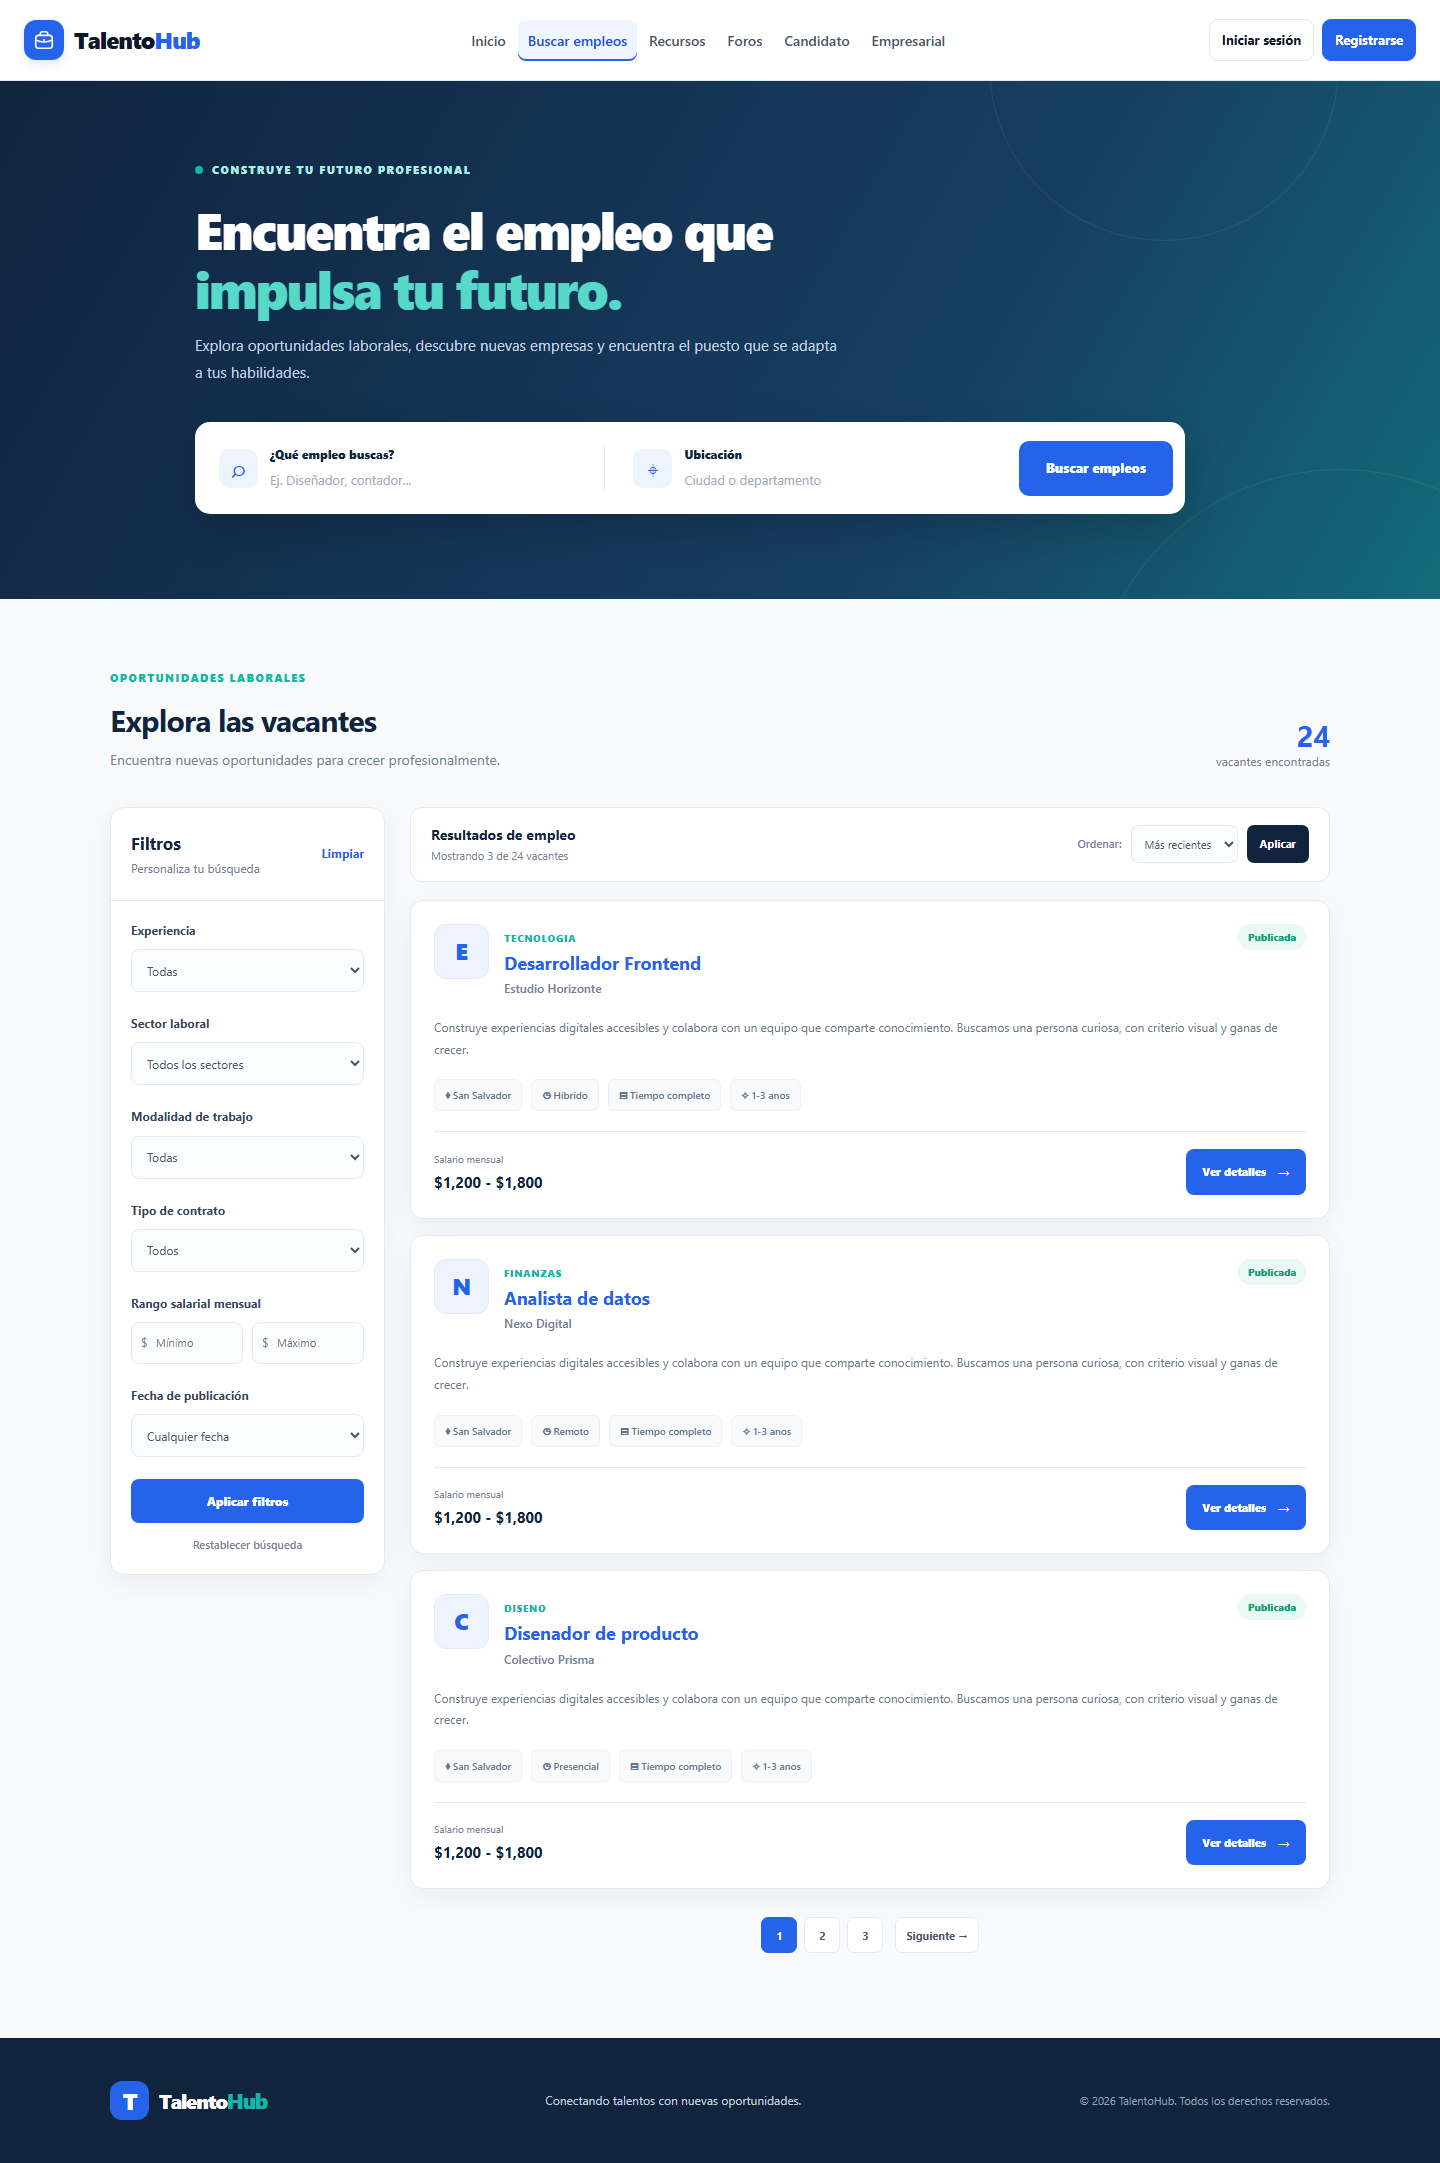 TalentoHub
Inicio
Buscar empleos
Recursos
Foros
Candidato
Empresarial
Iniciar sesión
Registrarse
CONSTRUYE TU FUTURO PROFESIONAL
Encuentra el empleo que
impulsa tu futuro.
Explora oportunidades laborales, descubre nuevas empresas y encuentra el puesto que se adapta
a tus habilidades.
¿Qué empleo buscas?
Ej. Diseñador, contador...
Ubicación
Ciudad o departamento
Buscar empleos
OPORTUNIDADES LABORALES
Explora las vacantes
Encuentra nuevas oportunidades para crecer profesionalmente.
24
vacantes encontradas
Filtros
Personaliza tu búsqueda
Limpiar
Experiencia
Todas
Sector laboral
Todos los sectores
Modalidad de trabajo
Todas
Tipo de contrato
Todos
Rango salarial mensual
$ Mínimo
$ Máximo
Fecha de publicación
Cualquier fecha
Aplicar filtros
Restablecer búsqueda
Resultados de empleo
Mostrando 3 de 24 vacantes
Ordenar:
Más recientes
Aplicar
E
TECNOLOGIA
Desarrollador Frontend
Estudio Horizonte
Publicada
Construye experiencias digitales accesibles y colabora con un equipo que comparte conocimiento. Buscamos una persona curiosa, con criterio visual y ganas de
crecer.
San Salvador
Hibrido
Tiempo completo
1-3 anos
Salario mensual
$1,200 - $1,800
Ver detalles →
N
FINANZAS
Analista de datos
Nexo Digital
Publicada
Construye experiencias digitales accesibles y colabora con un equipo que comparte conocimiento. Buscamos una persona curiosa, con criterio visual y ganas de
crecer.
San Salvador
Remoto
Tiempo completo
1-3 anos
Salario mensual
$1,200 - $1,800
Ver detalles →
C
DISENO
Disenador de producto
Colectivo Prisma
Publicada
Construye experiencias digitales accesibles y colabora con un equipo que comparte conocimiento. Buscamos una persona curiosa, con criterio visual y ganas de
crecer.
San Salvador
Presencial
Tiempo completo
1-3 anos
Salario mensual
$1,200 - $1,800
Ver detalles →
1
2
3
Siguiente →
T
TalentoHub
Conectando talentos con nuevas oportunidades.
© 2026 TalentoHub. Todos los derechos reservados.